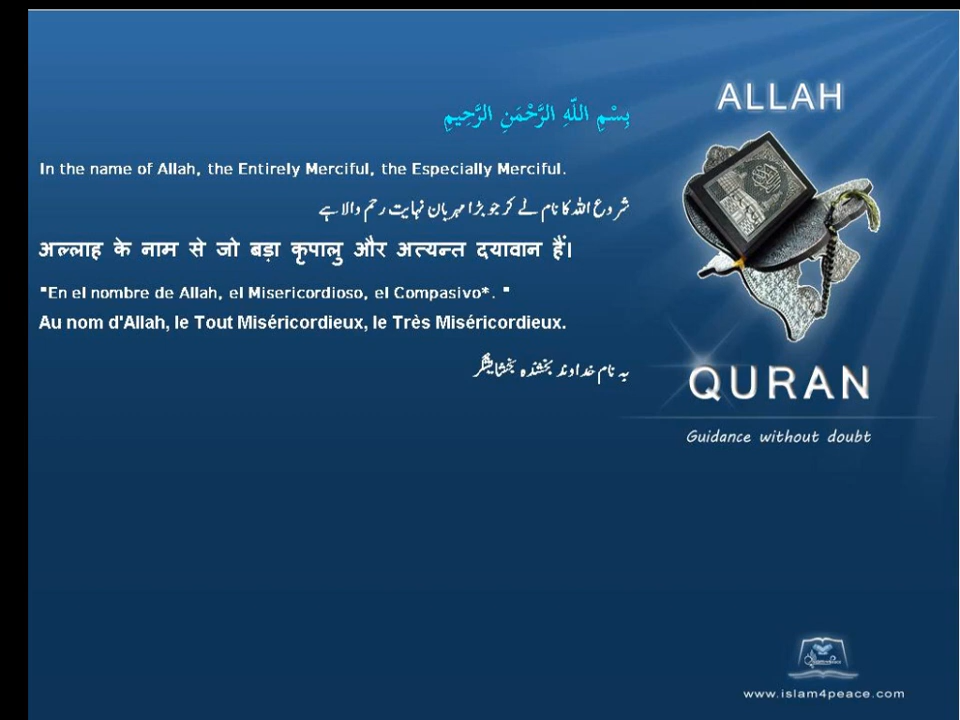 بِسْمِ اللّهِ الرَّحْمَنِ الرَّحِيمِ
In the name of Allah, the Entirely Merciful, the Especially Merciful.
شروع الله کا نام لے کر جو بڑا مہربان نہایت رحم والا ہے
अल्लाह के नाम से जो बड़ा कृपालु और अत्यन्त दयावान हैं।
"En el nombre de Allah, el Misericordioso, el Compasivo*. "
Au nom d'Allah, le Tout Miséricordieux, le Très Miséricordieux.
به نام خداوند بخشنده بخشایشگر
ALLAH
QURAN
Guidance without doubt
www.islam4peace.com